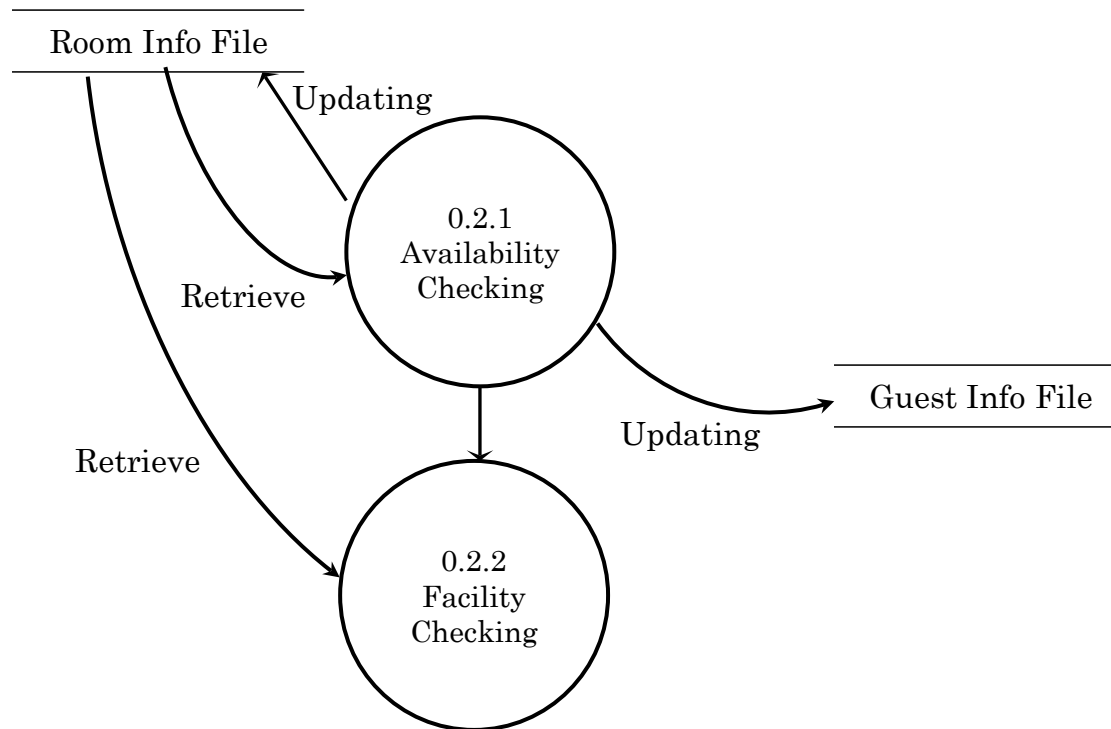 Room Info File
Updating
0.2.1
Availability
Checking
Retrieve
Guest Info File
Updating
Retrieve
0.2.2
Facility
Checking